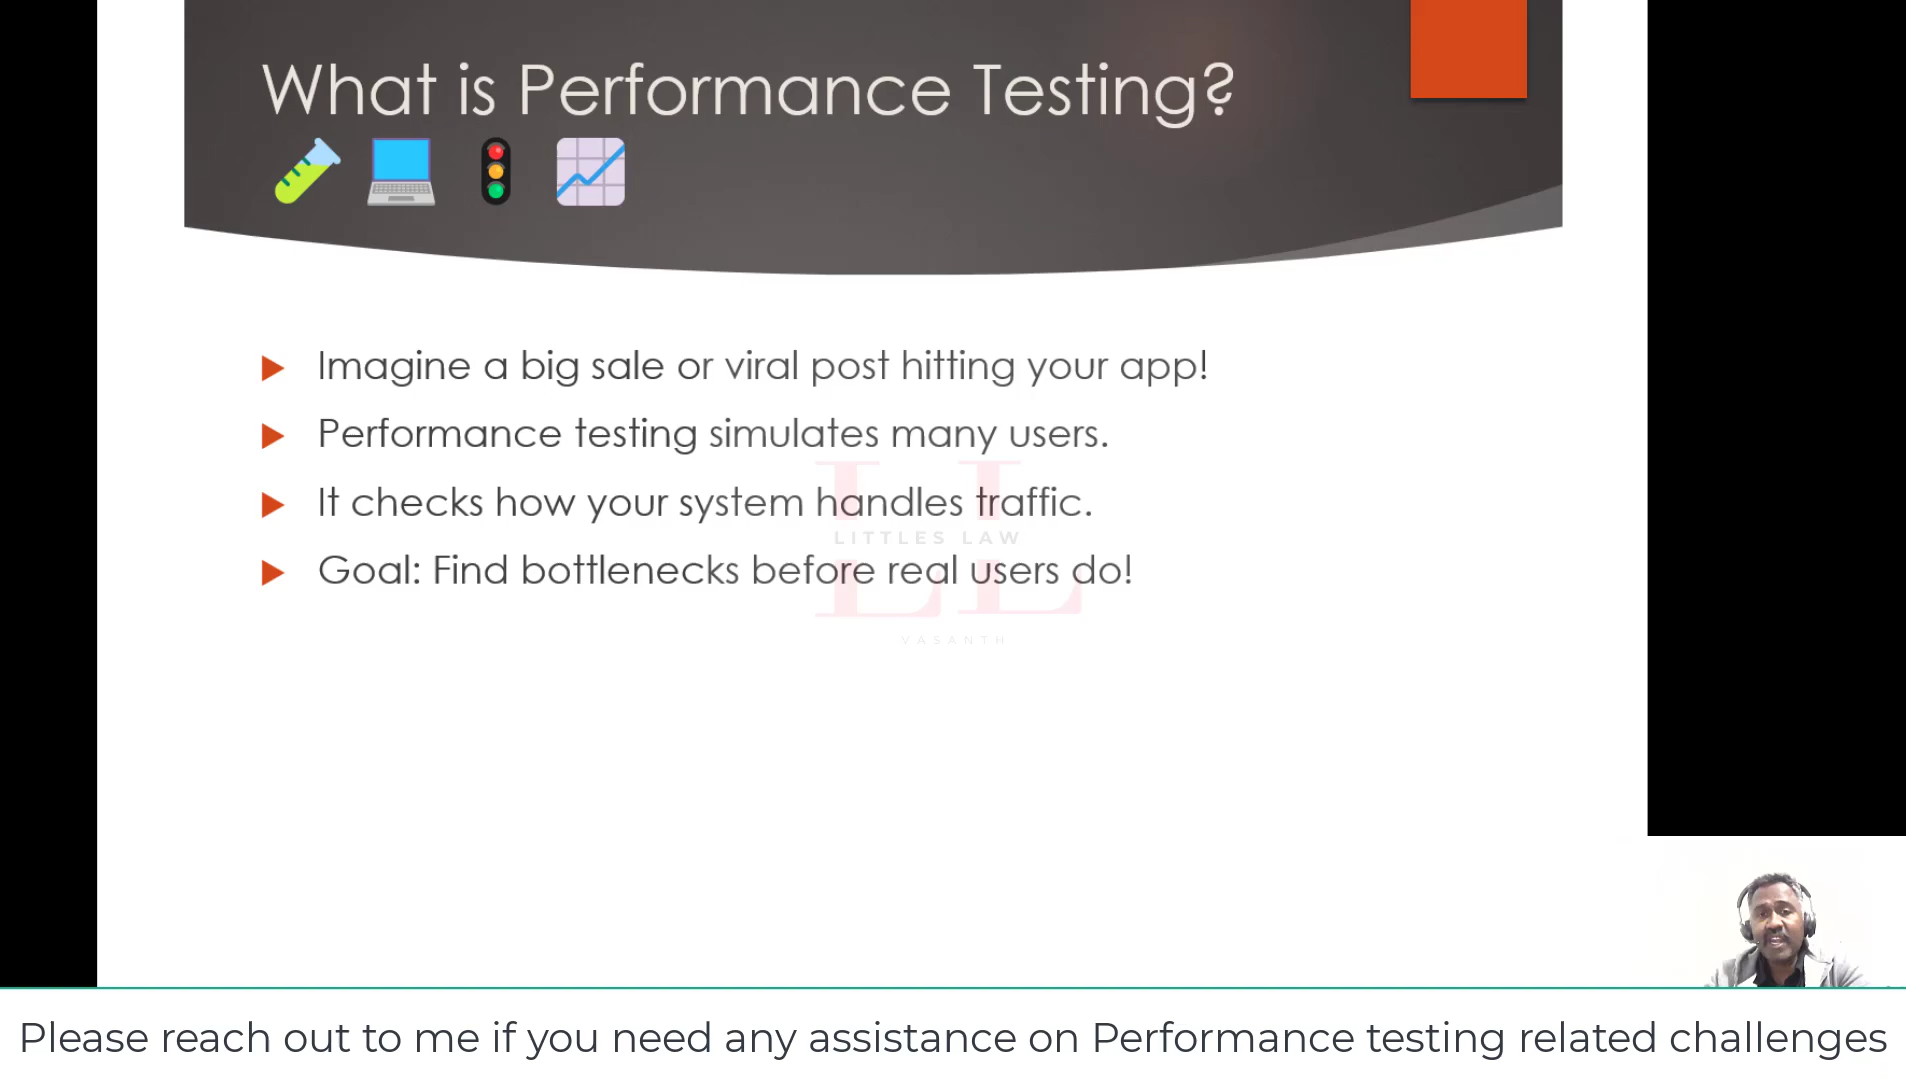 What is Performance Testing?
Imagine a big sale or viral post hitting your app!
Performance testing simulates many users.
It checks how your system handles traffic.
LITTLES LAW
Goal: Find bottlenecks before real users do!
LL
LL
VASANTH
Please reach out to me if you need any assistance on Performance testing related challenges